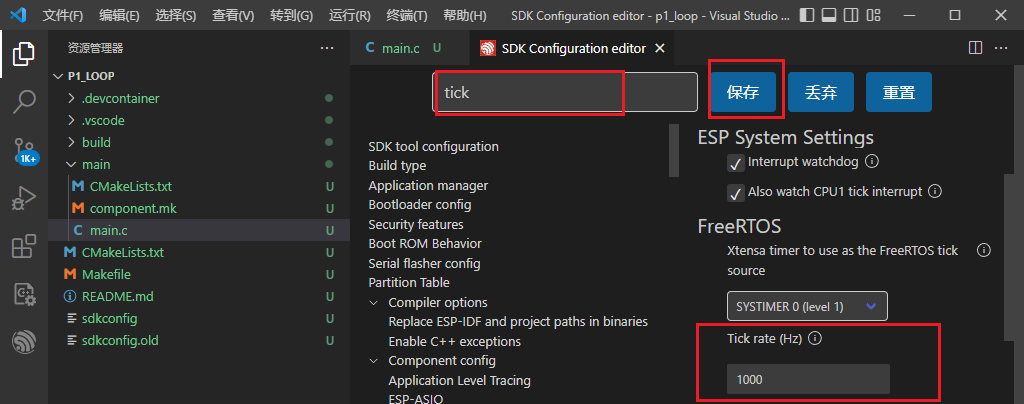 文件(F) 编辑(E) 选择(S) 查看(V) 转到(G) 运行(R) 终端(T) 帮助(H) SDK Configuration editor - p1_loop - Visual Studio ...
资源管理器 ...
P1_LOOP
.devcontainer
.vscode
build
main
CMakeLists.txt U
component.mk U
main.c U
CMakeLists.txt U
Makefile U
README.md U
sdkconfig U
sdkconfig.old U
1K+
C main.c U
SDK Configuration editor
tick
保存
丢弃
重置
SDK tool configuration
Build type
Application manager
Bootloader config
Security features
Boot ROM Behavior
Serial flasher config
Partition Table
Compiler options
Replace ESP-IDF and project paths in binaries
Enable C++ exceptions
Component config
Application Level Tracing
ESP-ASIO
ESP System Settings
Interrupt watchdog
Also watch CPU1 tick interrupt
FreeRTOS
Xtensa timer to use as the FreeRTOS tick
source
SYSTIMER 0 (level 1)
Tick rate (Hz)
1000